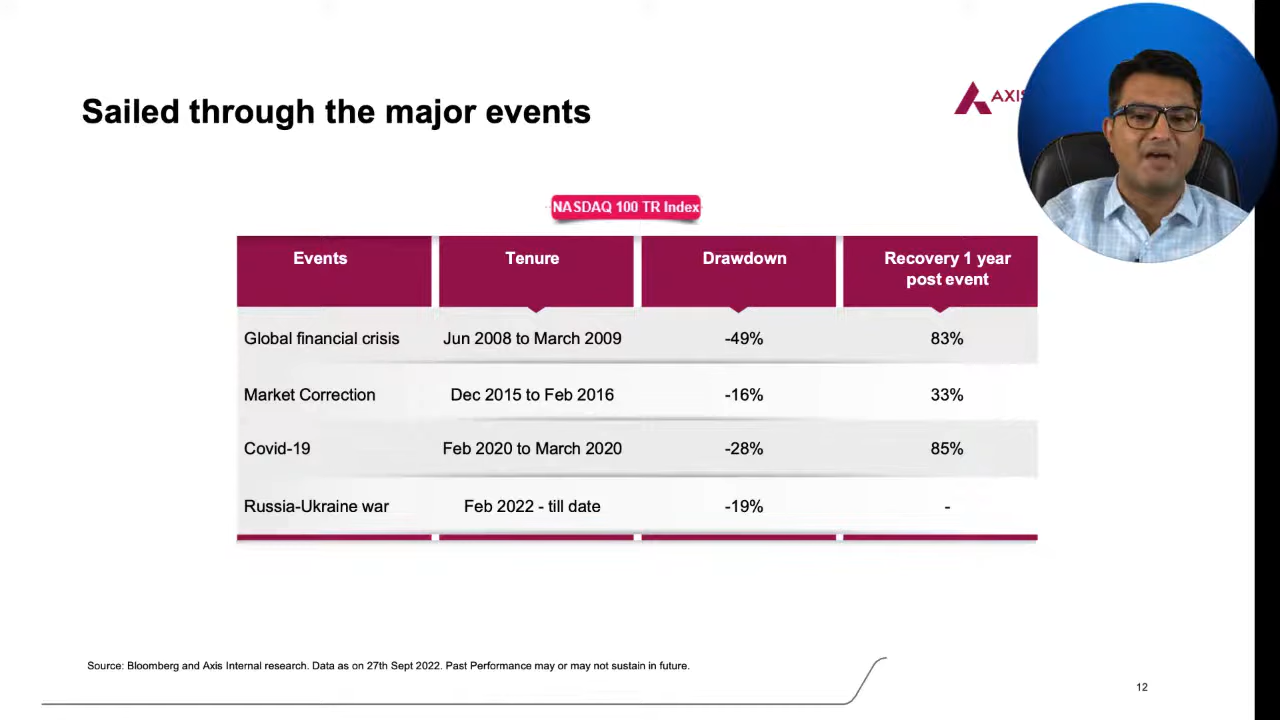 Sailed through the major events
NASDAQ 100 TR Index
Events
Tenure
Drawdown
Recovery 1 year
post event
Global financial crisis
Jun 2008 to March 2009
-49%
83%
Market Correction
Dec 2015 to Feb 2016
-16%
33%
Covid-19
Feb 2020 to March 2020
-28%
85%
Russia-Ukraine war
Feb 2022 - till date
-19%
-
Source: Bloomberg and Axis Internal research. Data as on 27th Sept 2022. Past Performance may or may not sustain in future.
12